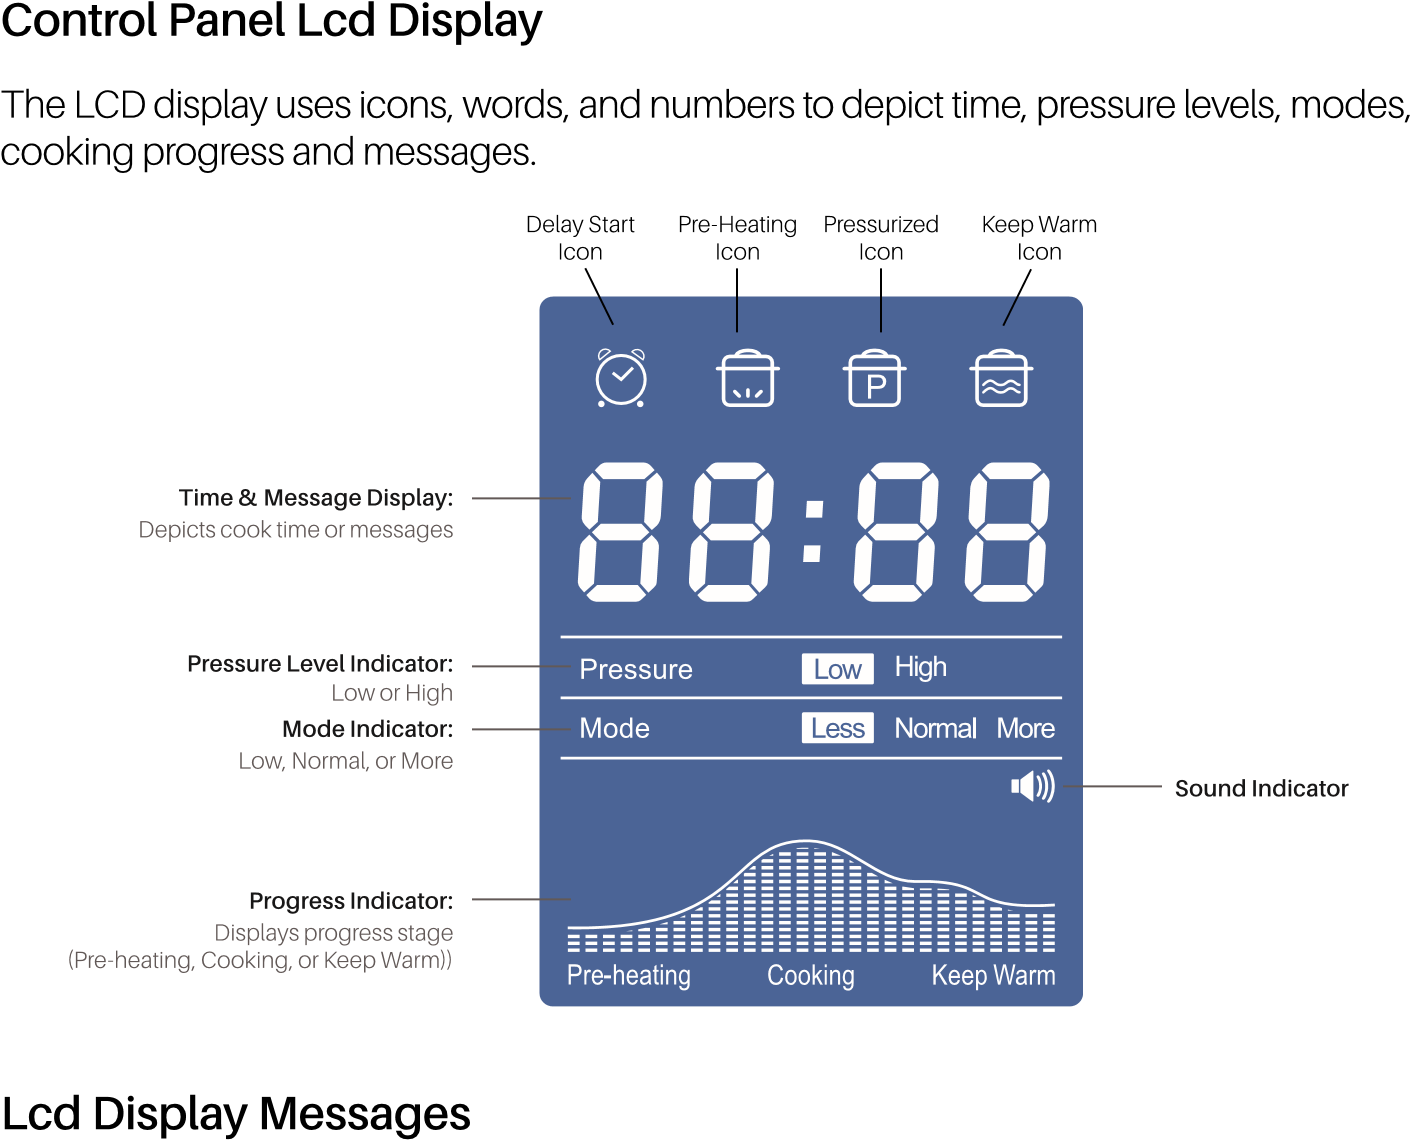 Control Panel Lcd Display
The LCD display uses icons, words, and numbers to depict time, pressure levels, modes,
cooking progress and messages.
Delay Start
Icon
Pre-Heating
Icon
Pressurized
Icon
Keep Warm
Icon
P
Time & Message Display:
Depicts cook time or messages
88:88
Pressure Level Indicator:
Low or High
Pressure Low High
Mode Indicator:
Low, Normal, or More
Mode Less Normal More
Sound Indicator
Progress Indicator:
Displays progress stage
(Pre-heating, Cooking, or Keep Warm))
Pre-heating Cooking Keep Warm
Lcd Display Messages